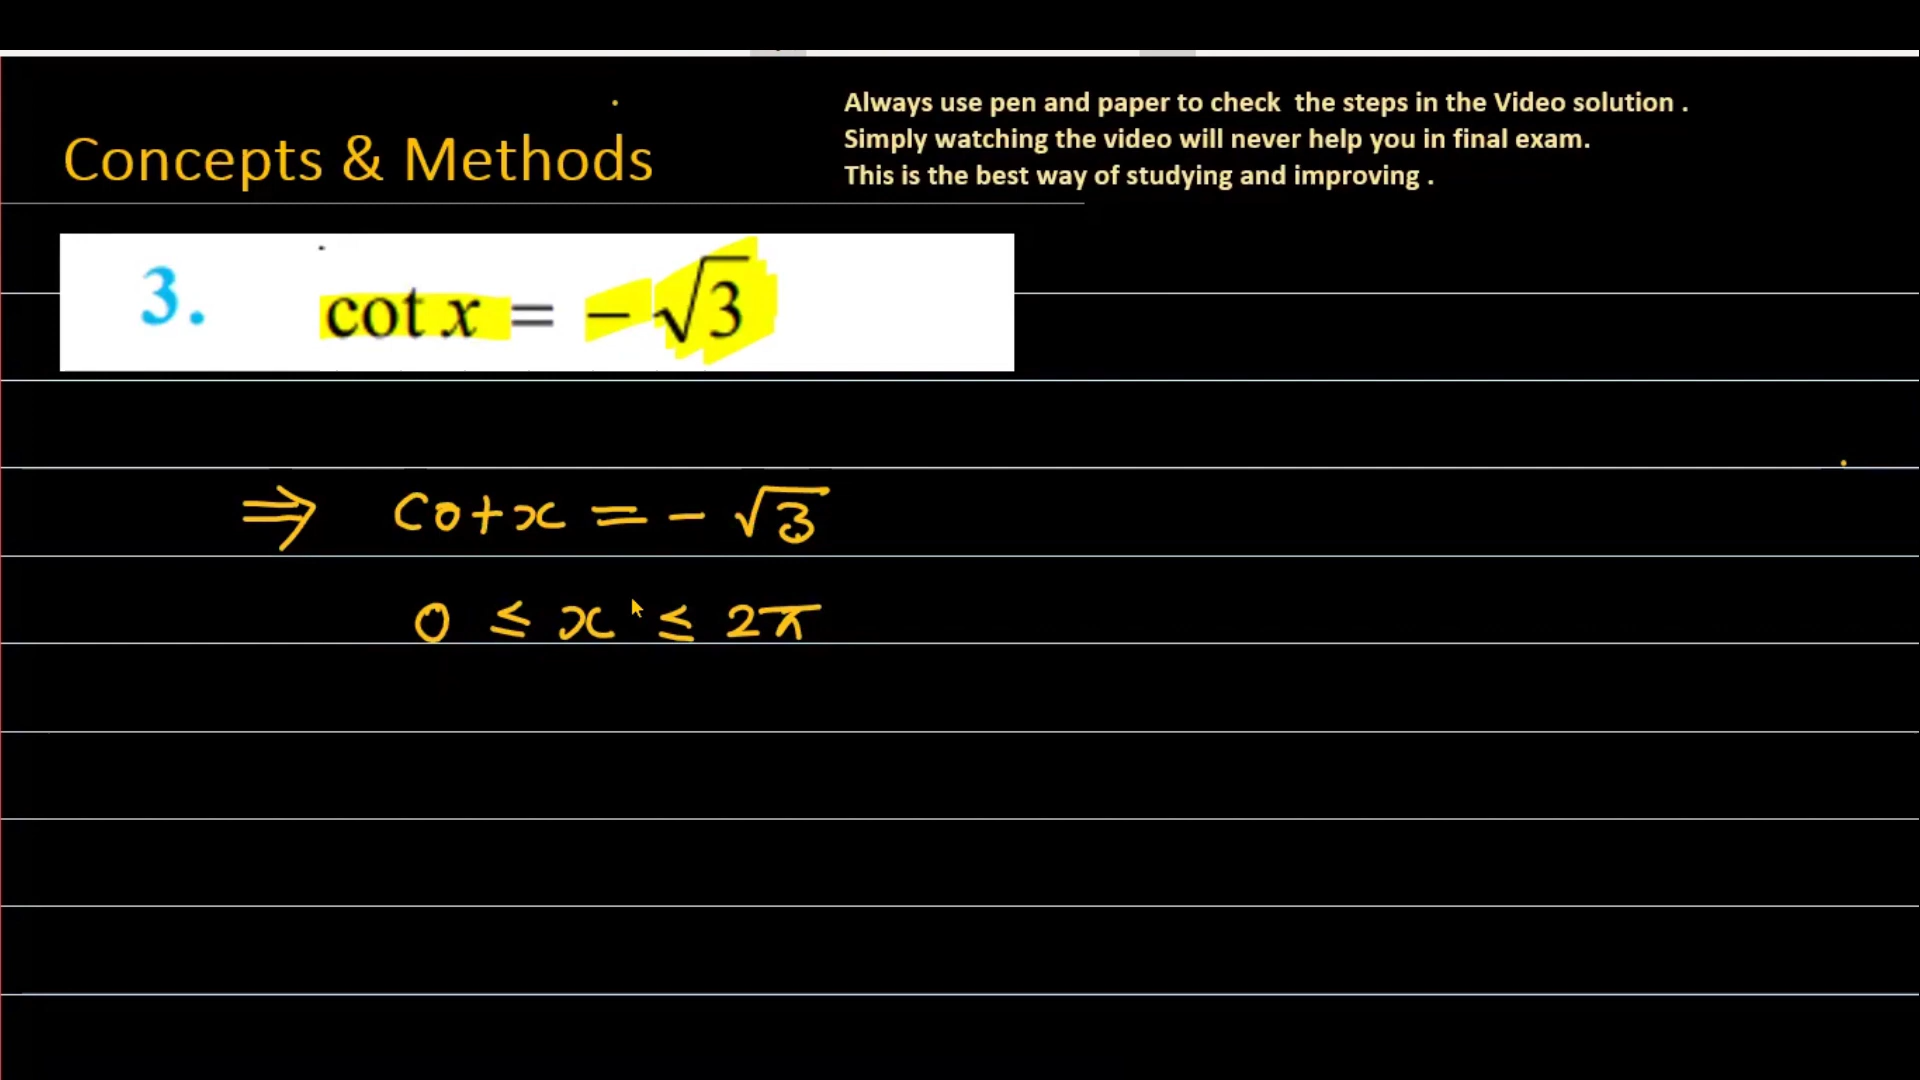 Concepts & Methods
Always use pen and paper to check the steps in the Video solution .
Simply watching the video will never help you in final exam.
This is the best way of studying and improving .
3. cot x = − √3
⇒ Cotx = - √3
0 ≤ x ≤ 2π